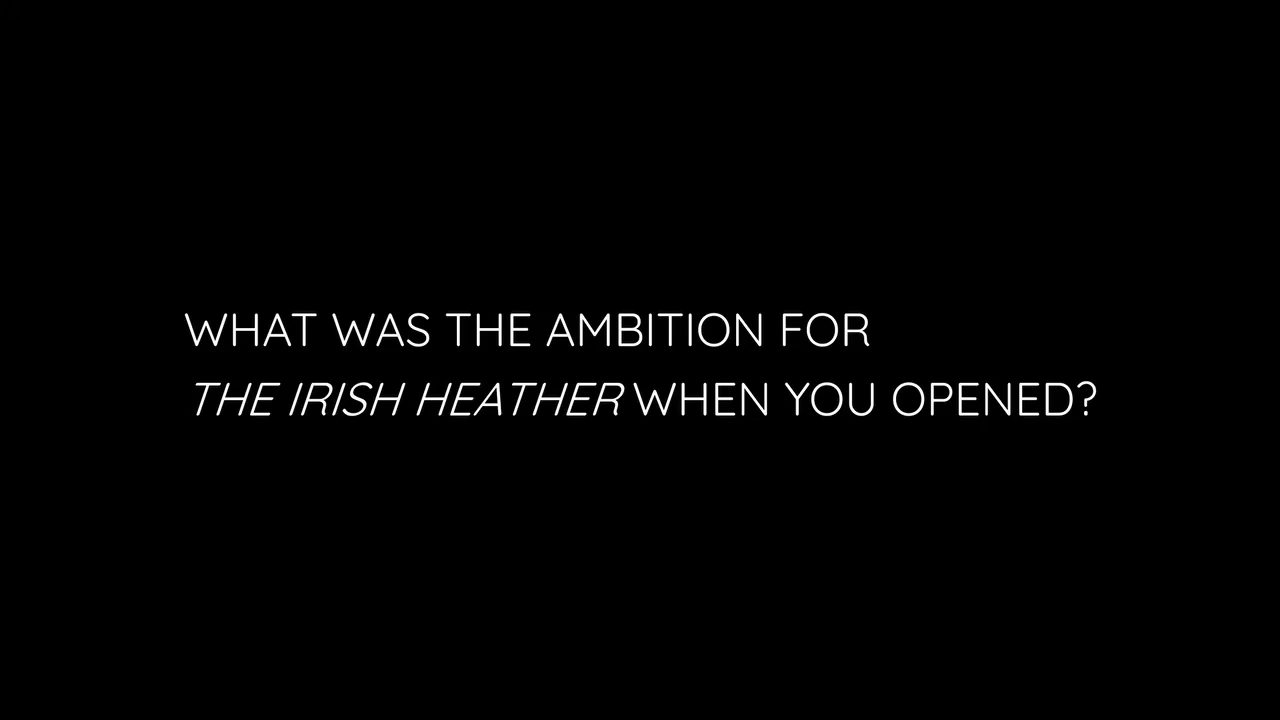 WHAT WAS THE AMBITION FOR
THE IRISH HEATHER WHEN YOU OPENED?